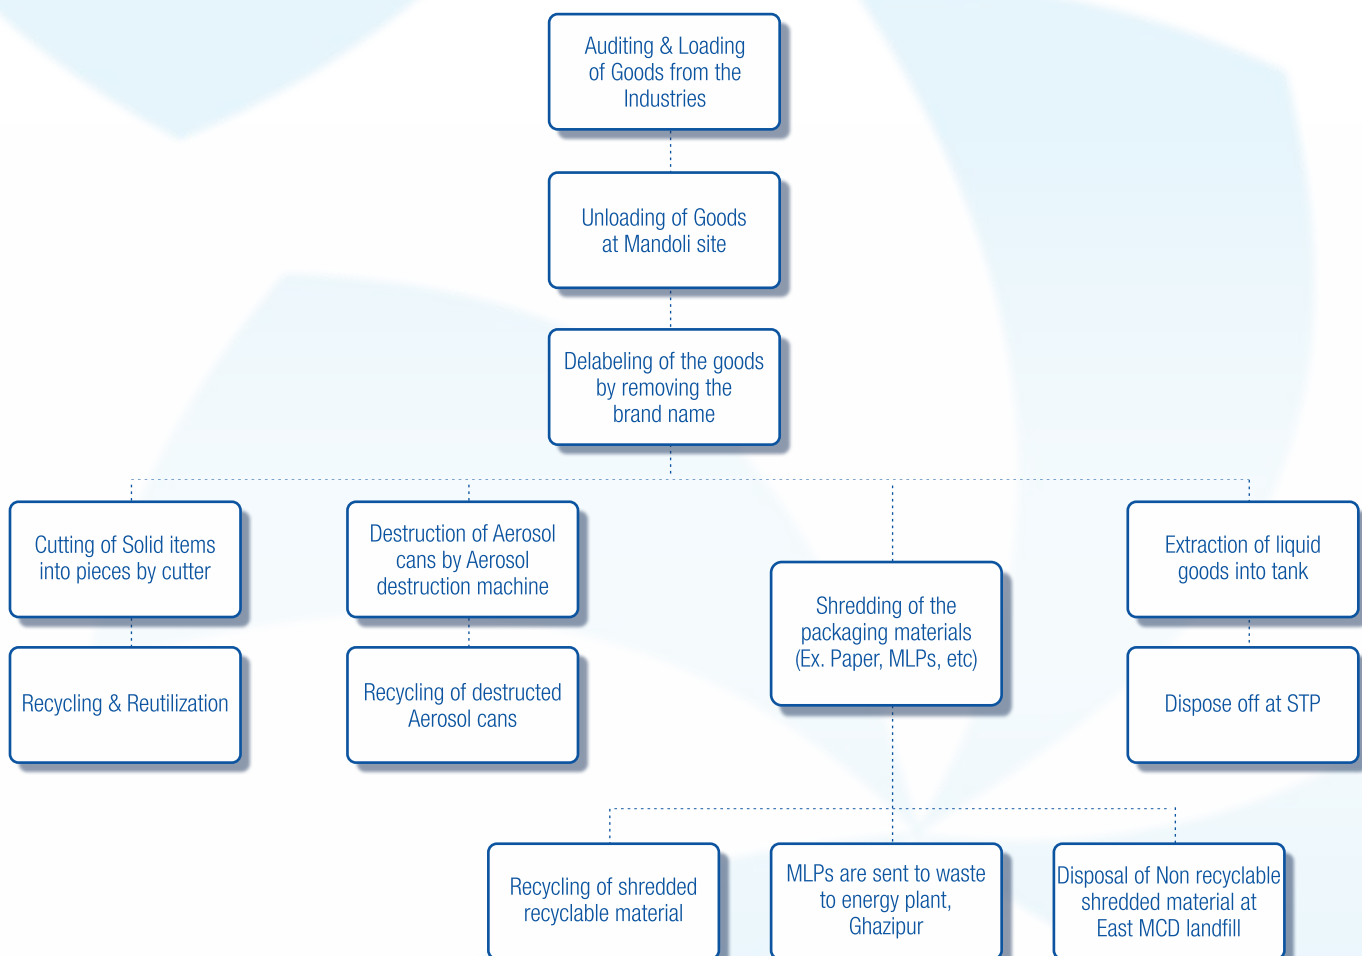 Auditing & Loading
of Goods from the
Industries
Unloading of Goods
at Mandoli site
Delabeling of the goods
by removing the
brand name
Cutting of Solid items
into pieces by cutter
Destruction of Aerosol
cans by Aerosol
destruction machine
Shredding of the
packaging materials
(Ex. Paper, MLPs, etc)
Extraction of liquid
goods into tank
Recycling & Reutilization
Recycling of destructed
Aerosol cans
Dispose off at STP
Recycling of shredded
recyclable material
MLPs are sent to waste
to energy plant,
Ghazipur
Disposal of Non recyclable
shredded material at
East MCD landfill